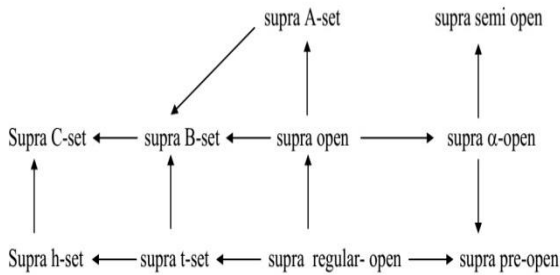 supra A-set supra semi open
Supra C-set supra B-set supra open supra α-open
Supra h-set supra t-set supra regular- open supra pre-open